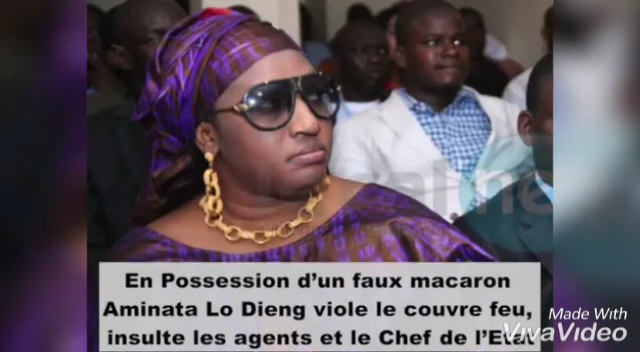 En Possession d'un faux macaron
Aminata Lo Dieng viole le couvre feu,
insulte les agents et le Chef de l'Etat
Made With
VivaVideo